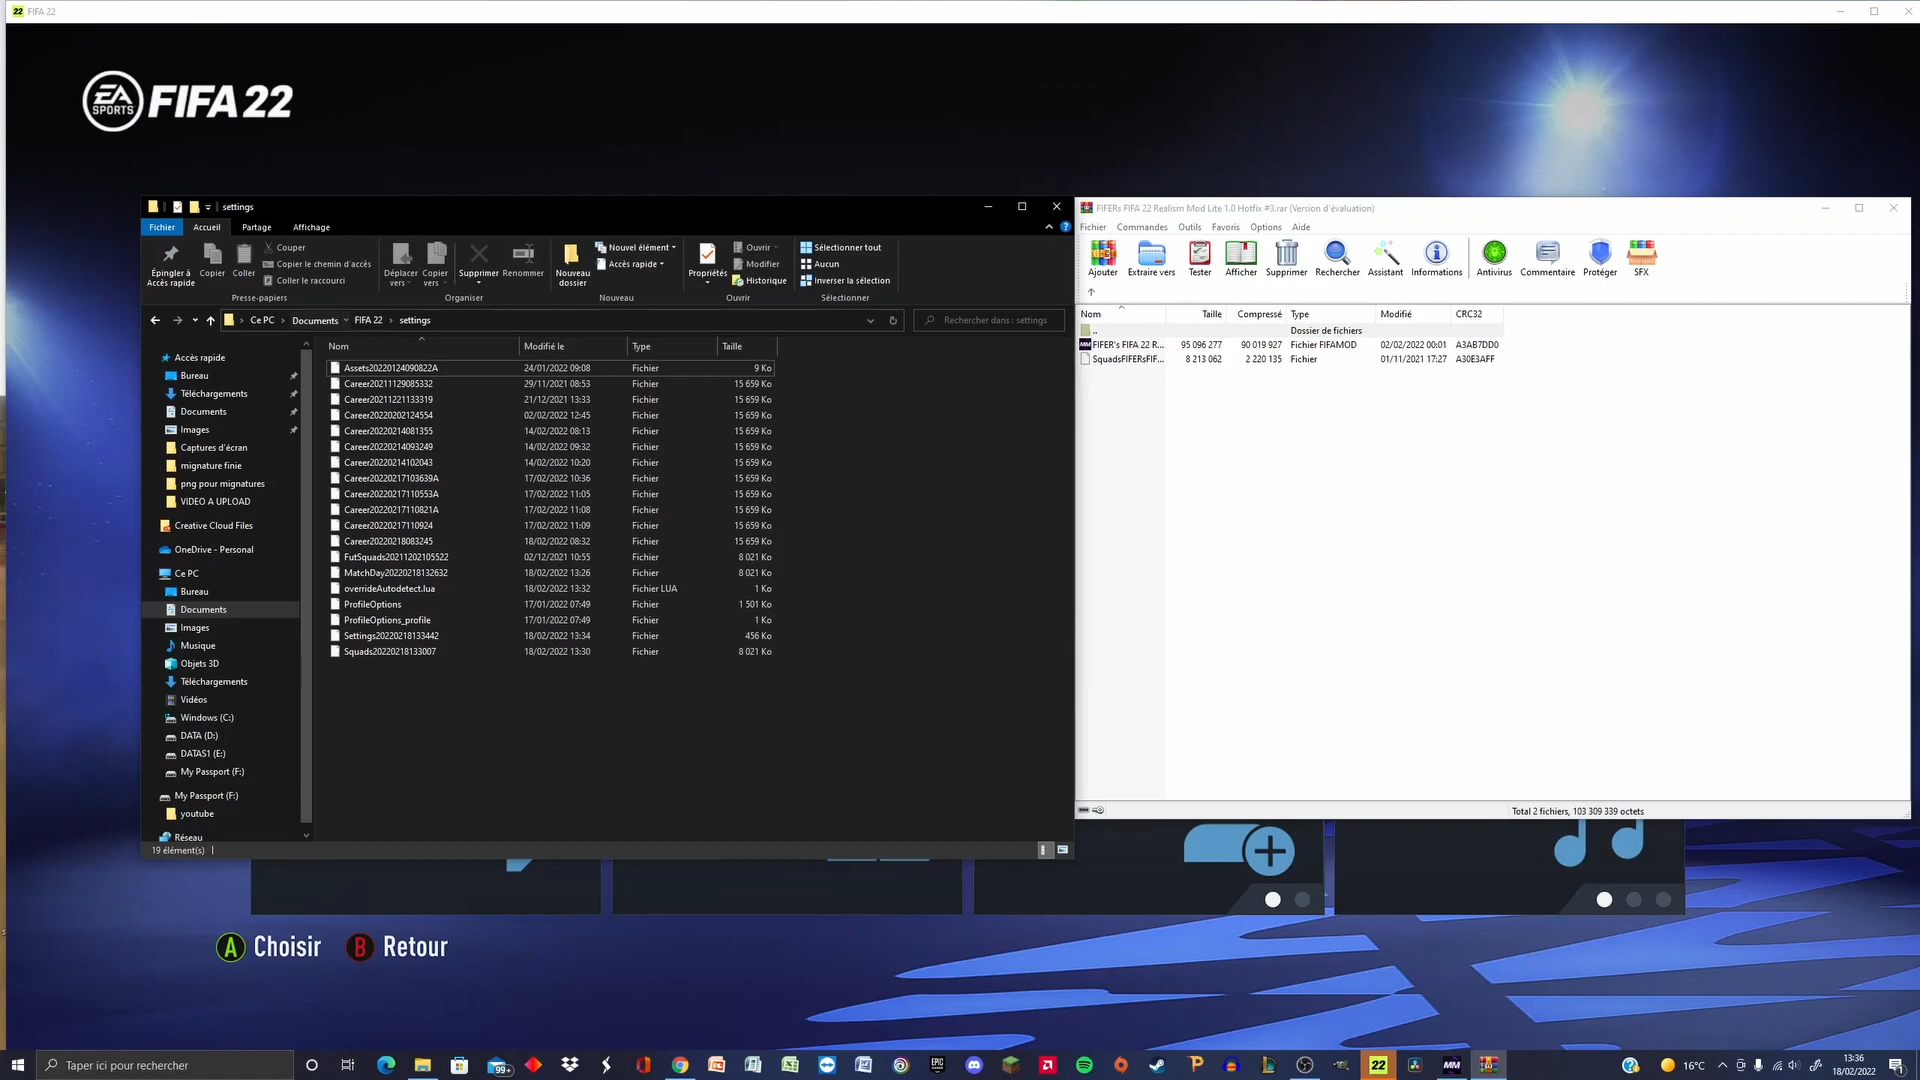 22 FIFA 22
EA SPORTS FIFA 22
settings
Fichier Accueil Partage Affichage
Épingler à Accès rapide
Copier
Coller
Couper
Copier le chemin d'accès
Coller le raccourci
Presse-papiers
Déplacer vers
Copier vers
Supprimer
Renommer
Organiser
Nouveau dossier
Nouvel élément
Accès rapide
Nouveau
Propriétés
Ouvrir
Modifier
Historique
Ouvrir
Sélectionner tout
Aucun
Inverser la sélection
Sélectionner
Ce PC > Documents > FIFA 22 > settings
Rechercher dans : settings
Accès rapide
Bureau
Téléchargements
Documents
Images
Captures d'écran
mignature finie
png pour mignatures
VIDEO A UPLOAD
Creative Cloud Files
OneDrive - Personal
Ce PC
Bureau
Documents
Images
Musique
Objets 3D
Téléchargements
Vidéos
Windows (C:)
DATA (D:)
DATAS1 (E:)
My Passport (F:)
My Passport (F:)
youtube
Réseau
Nom Modifié le Type Taille
Assets20220124090822A 24/01/2022 09:08 Fichier 9 Ko
Career20211129085332 29/11/2021 08:53 Fichier 15 659 Ko
Career20211221133319 21/12/2021 13:33 Fichier 15 659 Ko
Career20220202124554 02/02/2022 12:45 Fichier 15 659 Ko
Career20220214081355 14/02/2022 08:13 Fichier 15 659 Ko
Career20220214093249 14/02/2022 09:32 Fichier 15 659 Ko
Career20220214102043 14/02/2022 10:20 Fichier 15 659 Ko
Career20220217103639A 17/02/2022 10:36 Fichier 15 659 Ko
Career20220217110553A 17/02/2022 11:05 Fichier 15 659 Ko
Career20220217110821A 17/02/2022 11:08 Fichier 15 659 Ko
Career20220217110924 17/02/2022 11:09 Fichier 15 659 Ko
Career20220218083245 18/02/2022 08:32 Fichier 15 659 Ko
FutSquads20211202105522 02/12/2021 10:55 Fichier 8 021 Ko
MatchDay20220218132632 18/02/2022 13:26 Fichier 8 021 Ko
overrideAutodetect.lua 18/02/2022 13:32 Fichier LUA 1 Ko
ProfileOptions 17/01/2022 07:49 Fichier 1 501 Ko
ProfileOptions_profile 17/01/2022 07:49 Fichier 1 Ko
Settings20220218133442 18/02/2022 13:34 Fichier 456 Ko
Squads20220218133007 18/02/2022 13:30 Fichier 8 021 Ko
19 élément(s)
FIFERs FIFA 22 Realism Mod Lite 1.0 Hotfix #3.rar (Version d'évaluation)
Fichier Commandes Outils Favoris Options Aide
Ajouter Extraire vers Tester Afficher Supprimer Rechercher Assistant Informations Antivirus Commentaire Protéger SFX
Nom Taille Compressé Type Modifié CRC32
.. Dossier de fichiers
FIFER's FIFA 22 R... 95 096 277 90 019 927 Fichier FIFAMOD 02/02/2022 00:01 A3AB7DD0
SquadsFIFERsFIF... 8 213 062 2 220 135 Fichier 01/11/2021 17:27 A30E3AFF
Total 2 fichiers, 103 309 339 octets
A Choisir B Retour
Taper ici pour rechercher
99+
22
MM
16°C
13:36
18/02/2022